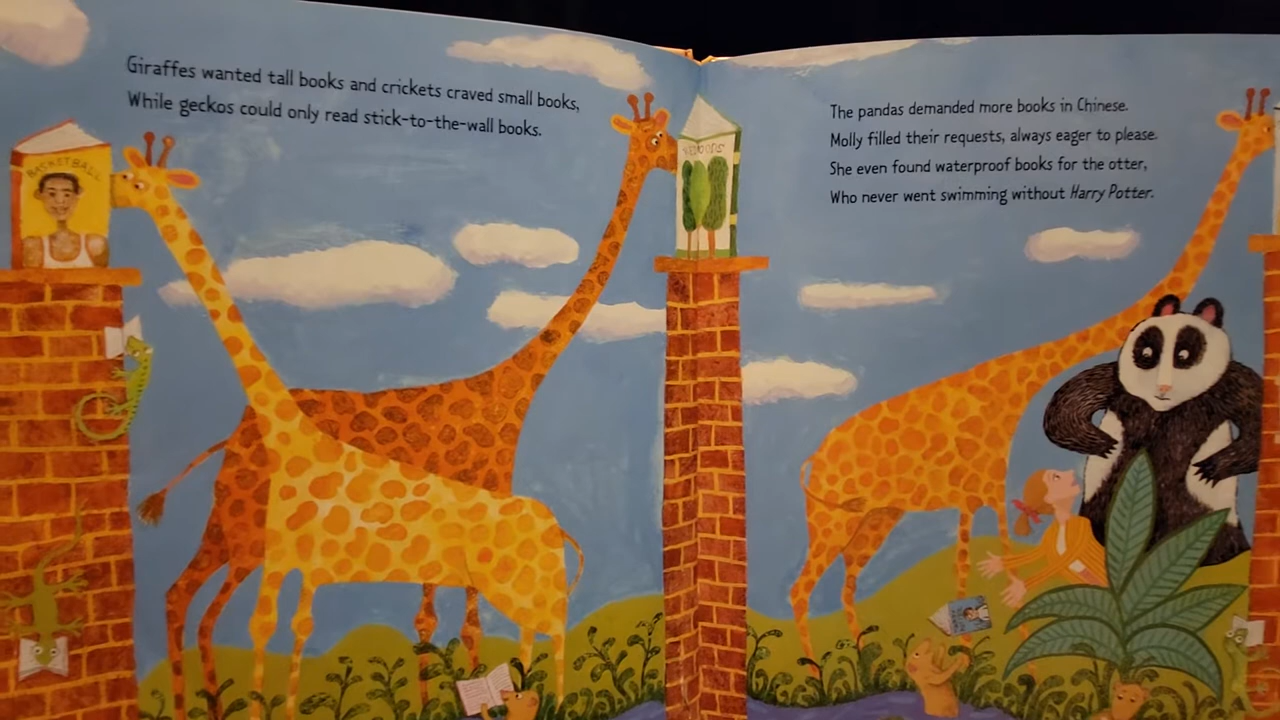 Giraffes wanted tall books and crickets craved small books,
While geckos could only read stick-to-the-wall books.
BASKETBALL
The pandas demanded more books in Chinese.
Molly filled their requests, always eager to please.
She even found waterproof books for the otter,
Who never went swimming without Harry Potter.